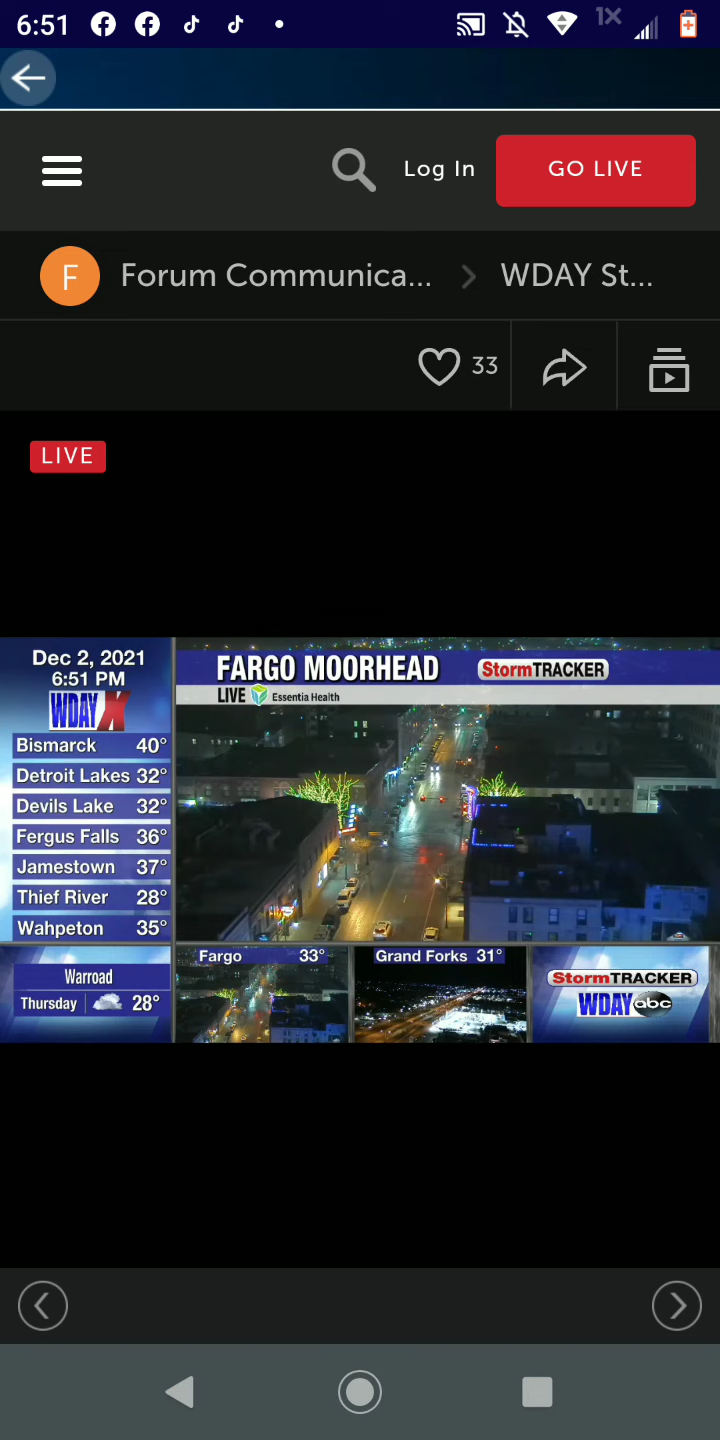 6:51
1X
Log In
GO LIVE
F
Forum Communica...
WDAY St...
33
LIVE
Dec 2, 2021
6:51 PM
WDAY X
Bismarck 40°
Detroit Lakes 32°
Devils Lake 32°
Fergus Falls 36°
Jamestown 37°
Thief River 28°
Wahpeton 35°
FARGO MOORHEAD
StormTRACKER
LIVE Essentia Health
Warroad
Thursday 28°
Fargo 33°
Grand Forks 31°
StormTRACKER
WDAY abc